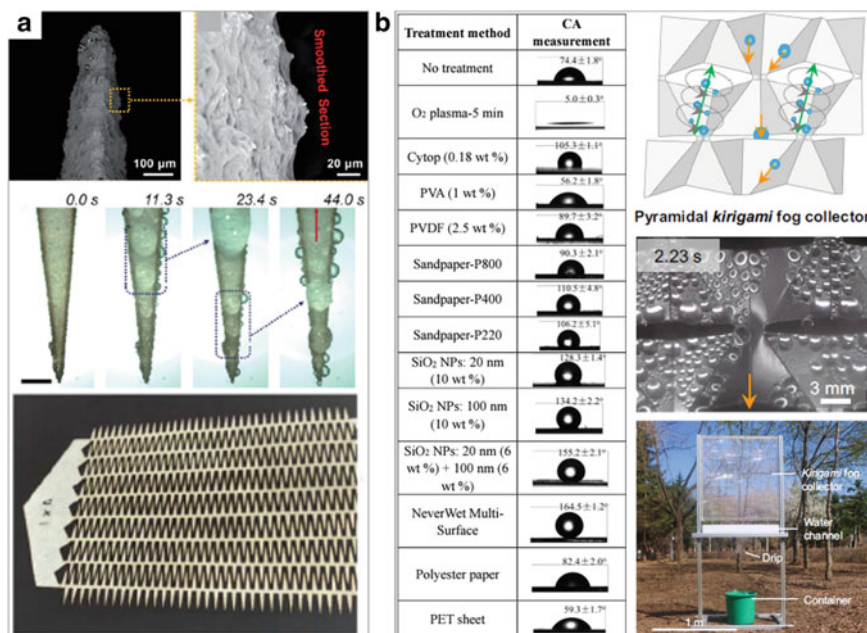 a
Smoothed Section
100 μm
20 μm
0.0 s
11.3 s
23.4 s
44.0 s
b
Treatment method
CA
measurement
No treatment
74.4±1.8°
O₂ plasma-5 min
5.0±0.3°
Cytop (0.18 wt %)
105.3±1.1°
PVA (1 wt %)
56.2±1.8°
PVDF (2.5 wt %)
89.7±3.2°
Sandpaper-P800
90.3±2.1°
Sandpaper-P400
110.5±4.8°
Sandpaper-P220
106.2±5.1°
SiO₂ NPs: 20 nm
(10 wt %)
128.3±1.4°
SiO₂ NPs: 100 nm
(10 wt %)
134.2±2.2°
SiO₂ NPs: 20 nm (6
wt %) + 100 nm (6
wt %)
155.2±2.1°
NeverWet Multi-
Surface
164.5±1.2°
Polyester paper
82.4±2.0°
PET sheet
59.3±1.7°
Pyramidal kirigami fog collector
2.23 s
3 mm
Kirigami fog
collector
Water
channel
Drip
Container
1 m